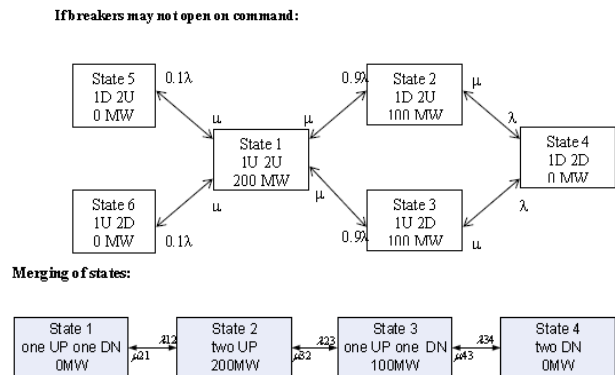 If breakers may not open on command:
State 5
1D 2U
0 MW
0.1λ
μ
State 1
1U 2U
200 MW
0.9λ
μ
State 2
1D 2U
100 MW
μ
λ
State 4
1D 2D
0 MW
State 6
1U 2D
0 MW
μ
0.1λ
μ
0.9λ
State 3
1U 2D
100 MW
λ
μ
Merging of states:
State 1
one UP one DN
0MW
λ12
μ21
State 2
two UP
200MW
λ23
μ32
State 3
one UP one DN
100MW
λ34
μ43
State 4
two DN
0MW